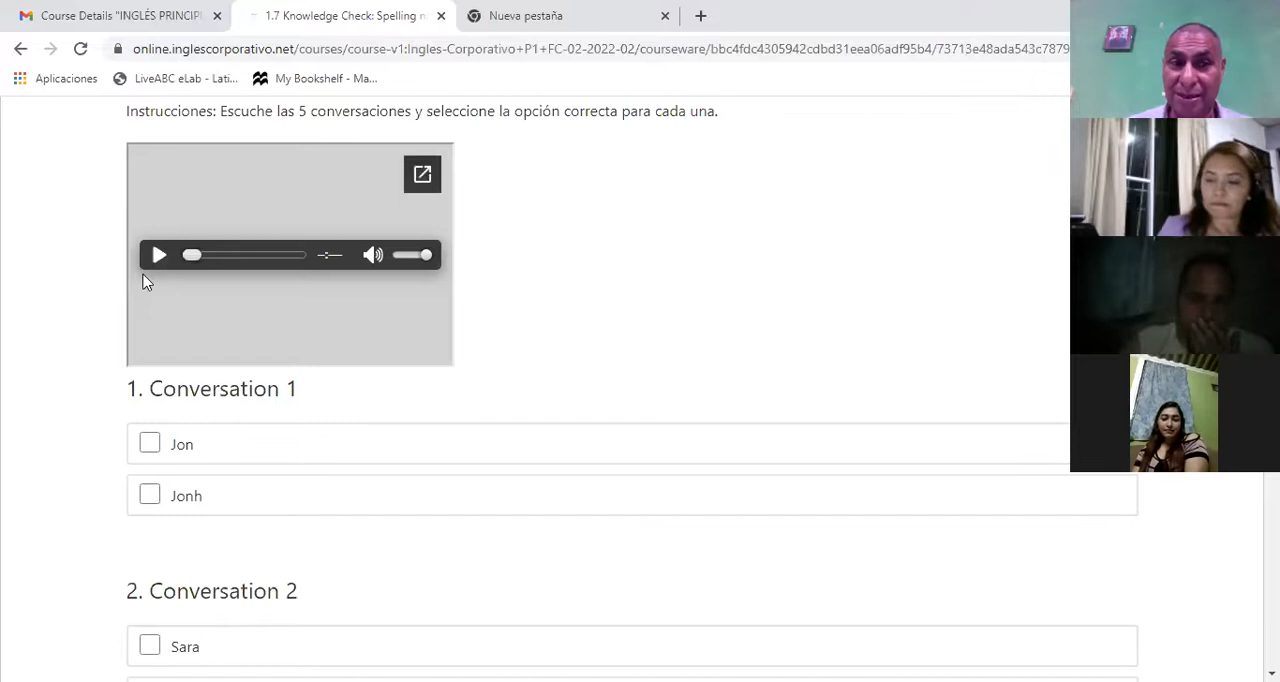 Course Details "INGLÉS PRINCIPI
1.7 Knowledge Check: Spelling n
Nueva pestaña
online.inglescorporativo.net/courses/course-v1:Ingles-Corporativo+P1+FC-02-2022-02/courseware/bbc4fdc4305942cdbd31eea06adf95b4/73713e48ada543c7879
Aplicaciones
LiveABC eLab - Lati...
My Bookshelf - Ma...
Instrucciones: Escuche las 5 conversaciones y seleccione la opción correcta para cada una.
1. Conversation 1
Jon
Jonh
2. Conversation 2
Sara